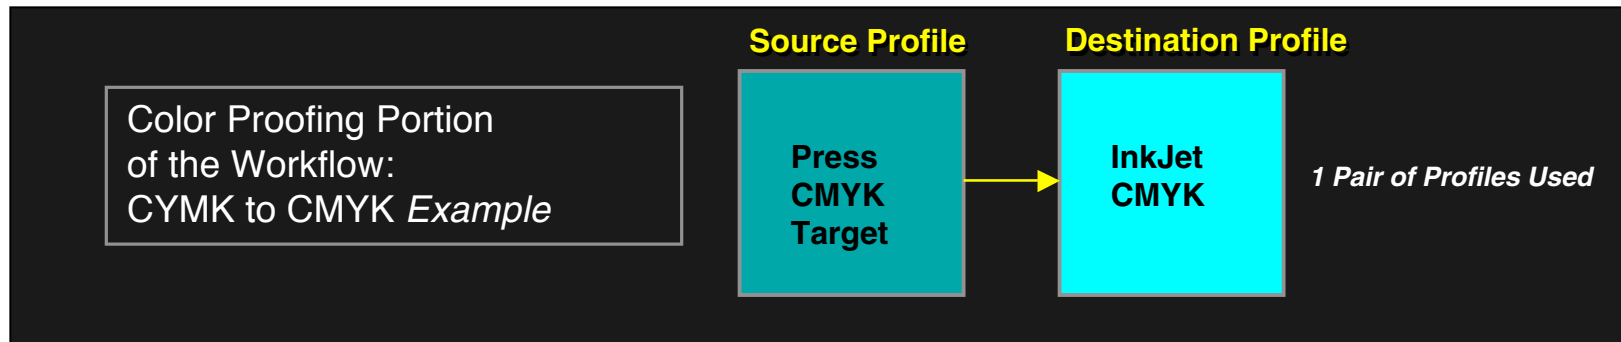 Color Proofing Portion
of the Workflow:
CYMK to CMYK Example
Source Profile
Press
CMYK
Target
Destination Profile
InkJet
CMYK
1 Pair of Profiles Used